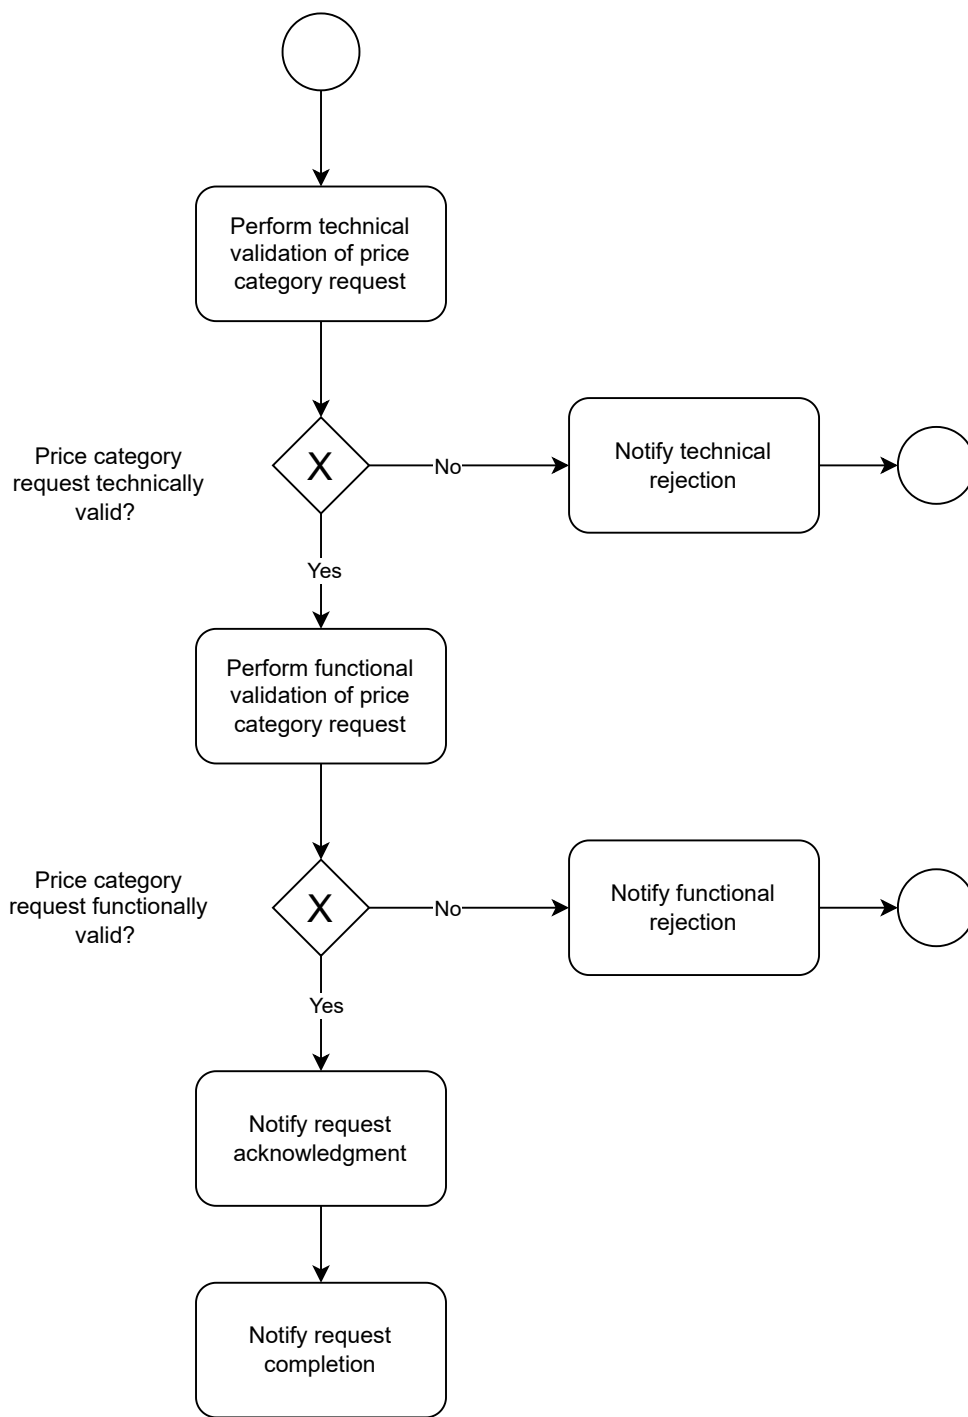 Perform technical
validation of price
category request
Price category
request technically
valid?
X
No
Notify technical
rejection
Yes
Perform functional
validation of price
category request
Price category
request functionally
valid?
X
No
Notify functional
rejection
Yes
Notify request
acknowledgment
Notify request
completion